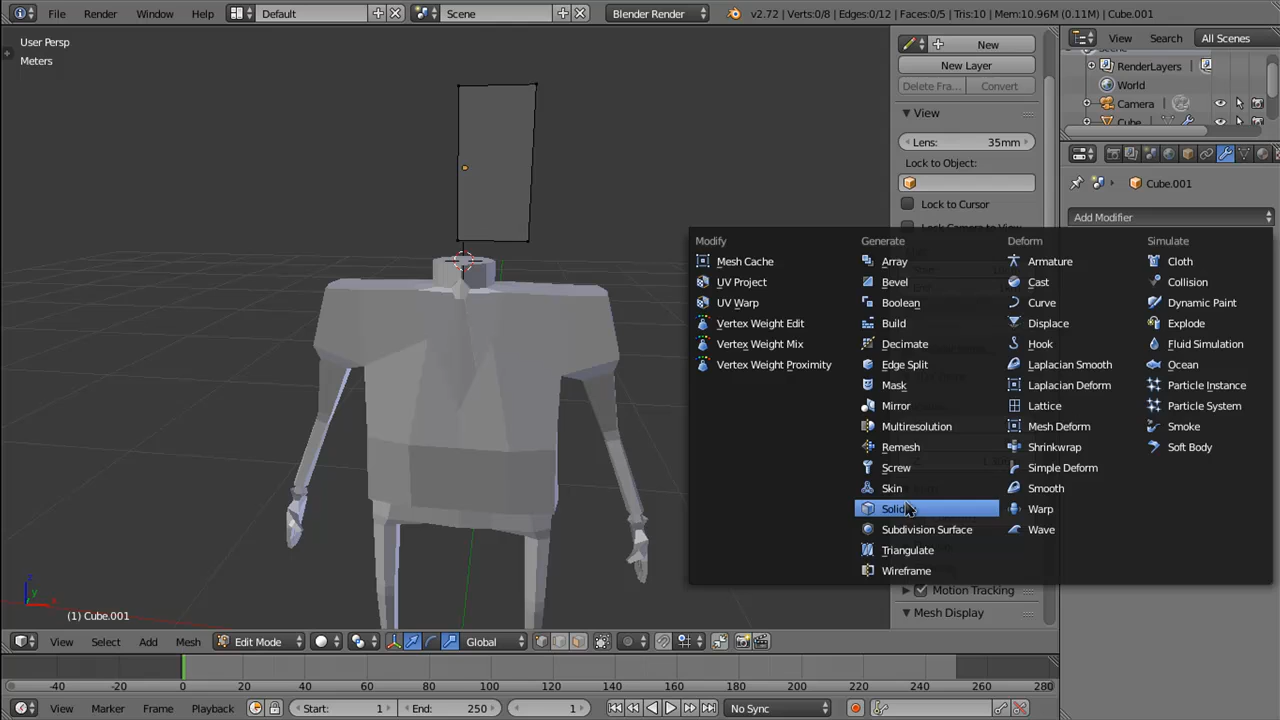 File Render Window Help Default Scene Blender Render v2.72 | Verts:0/8 | Edges:0/12 | Faces:0/5 | Tris:10 | Mem:10.96M (0.11M) | Cube.001
User Persp
Meters
New
New Layer
Delete Fra... Convert
View
Lens: 35mm
Lock to Object:
Lock to Cursor
View Search All Scenes
RenderLayers
World
Camera
Cube
Cube.001
Add Modifier
Modify
Mesh Cache
UV Project
UV Warp
Vertex Weight Edit
Vertex Weight Mix
Vertex Weight Proximity
Generate
Array
Bevel
Boolean
Build
Decimate
Edge Split
Mask
Mirror
Multiresolution
Remesh
Screw
Skin
Solid
Subdivision Surface
Triangulate
Wireframe
Deform
Armature
Cast
Curve
Displace
Hook
Laplacian Smooth
Laplacian Deform
Lattice
Mesh Deform
Shrinkwrap
Simple Deform
Smooth
Warp
Wave
Simulate
Cloth
Collision
Dynamic Paint
Explode
Fluid Simulation
Ocean
Particle Instance
Particle System
Smoke
Soft Body
Motion Tracking
Mesh Display
z
y
x
(1) Cube.001
View Select Add Mesh Edit Mode Global
-40 -20 0 20 40 60 80 100 120 140 160 180 200 220 240 260 280
View Marker Frame Playback Start: 1 End: 250 1 No Sync